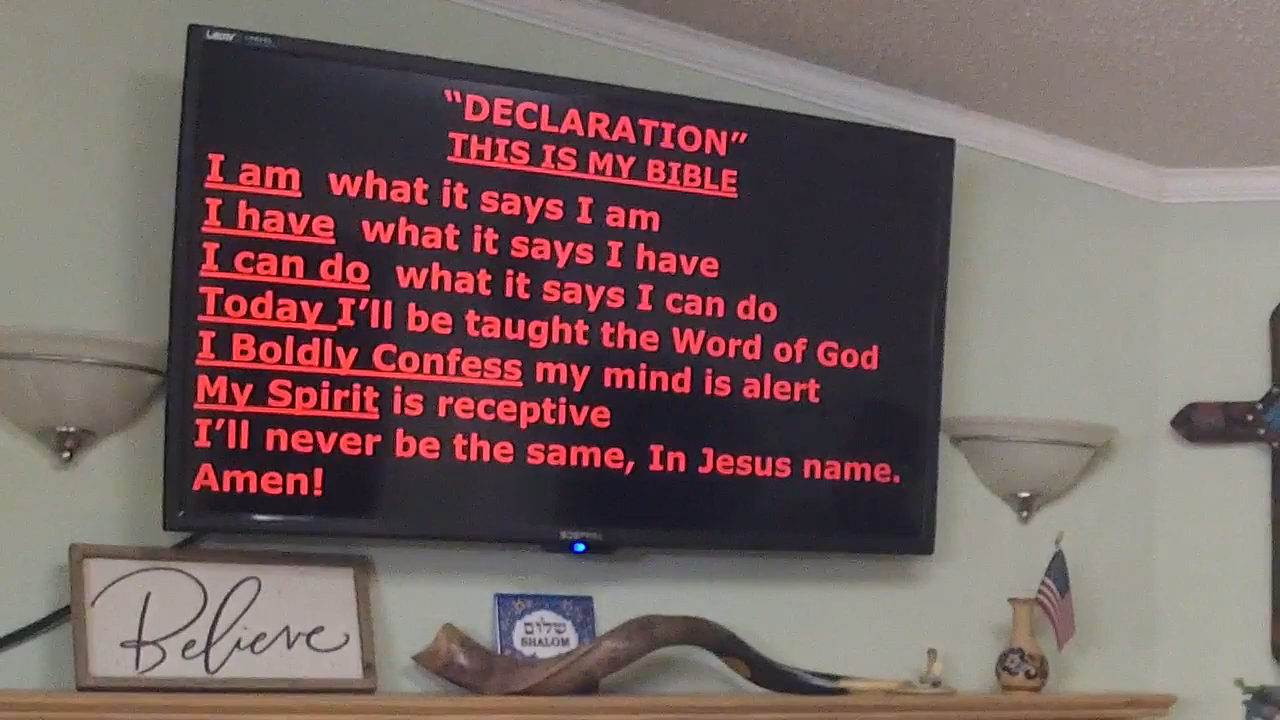 "DECLARATION"
THIS IS MY BIBLE
I am what it says I am
I have what it says I have
I can do what it says I can do
Today I'll be taught the Word of God
I Boldly Confess my mind is alert
My Spirit is receptive
I'll never be the same, In Jesus name.
Amen!
Believe
שלום
SHALOM